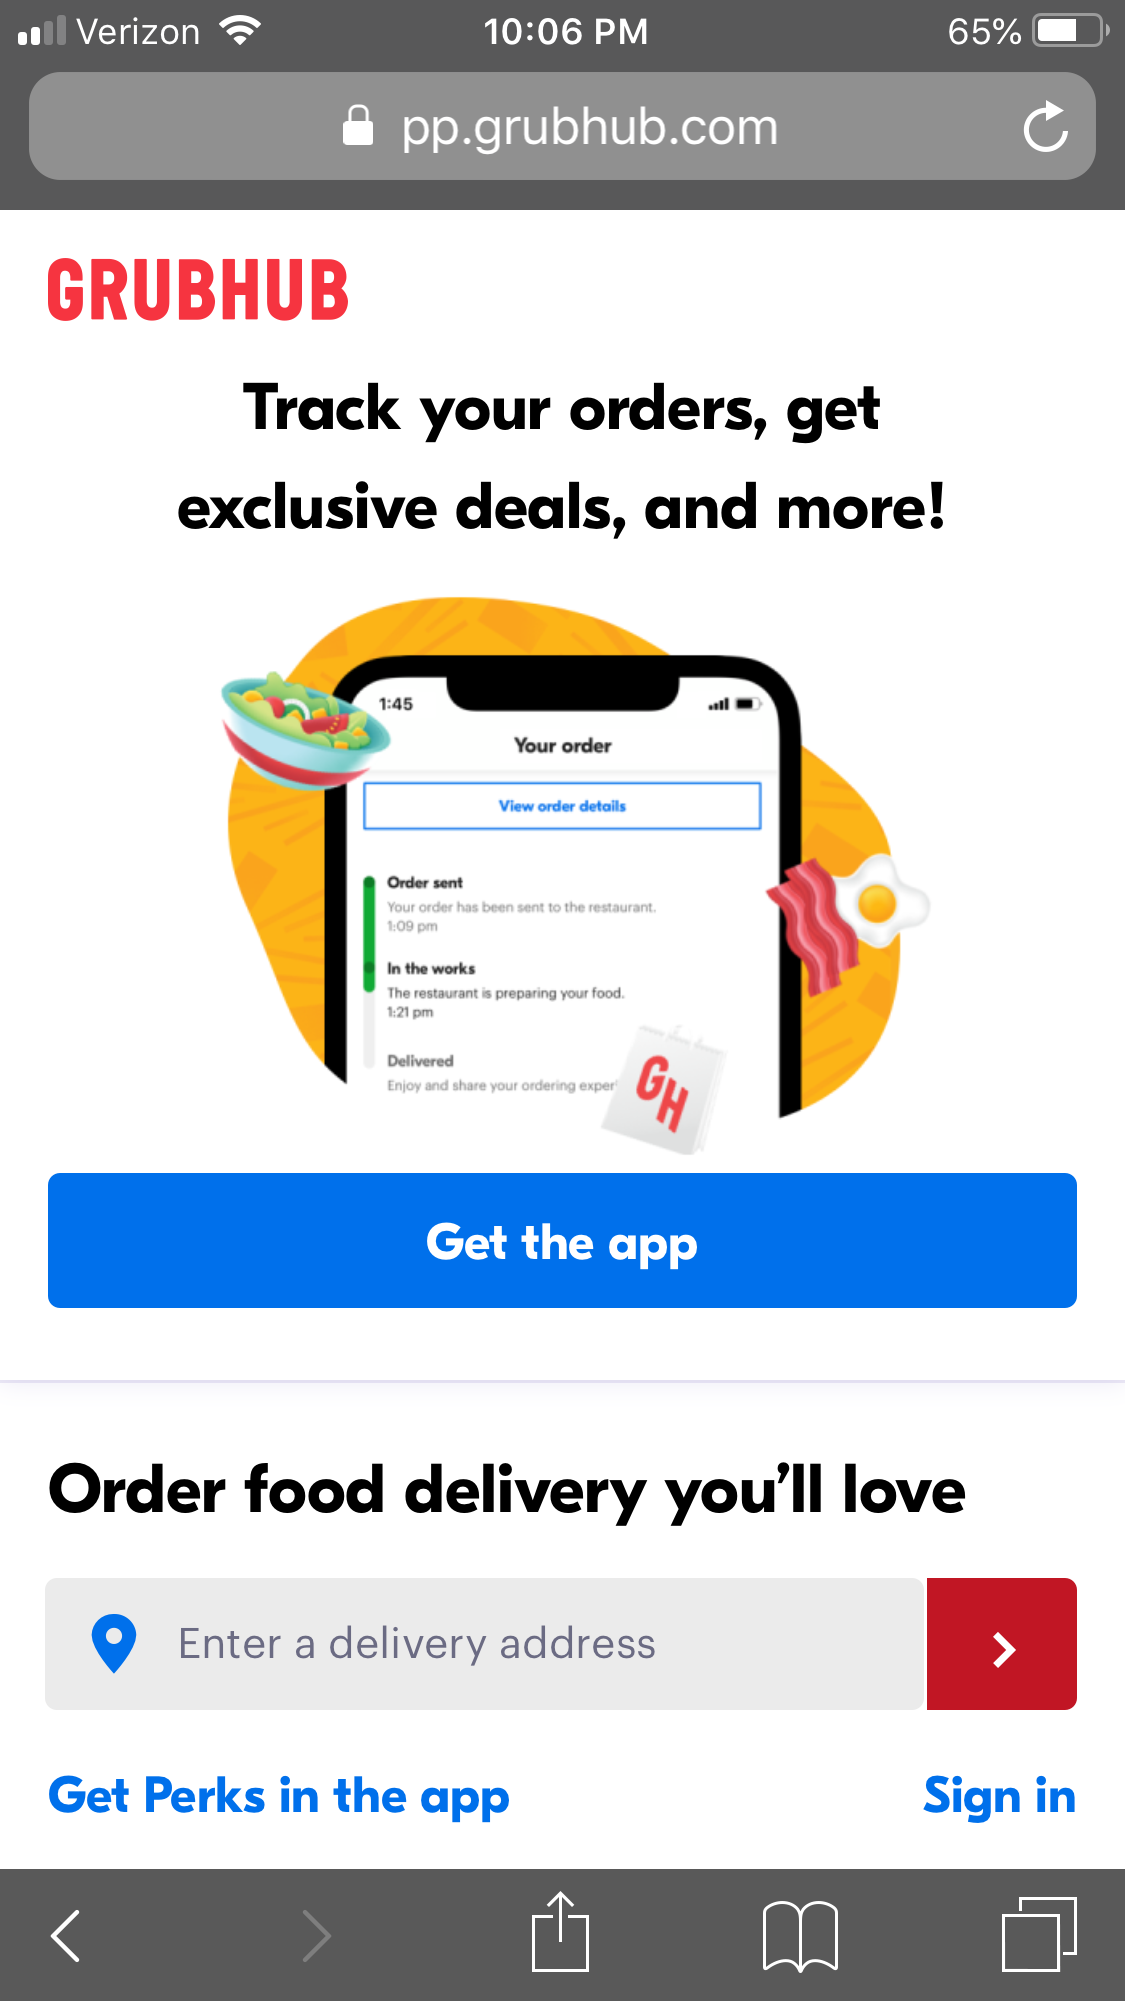 Verizon 10:06 PM 65%
pp.grubhub.com
GRUBHUB
Track your orders, get
exclusive deals, and more!
1:45
Your order
View order details
Order sent
Your order has been sent to the restaurant.
1:09 pm
In the works
The restaurant is preparing your food.
1:21 pm
Delivered
Enjoy and share your ordering exper
GH
Get the app
Order food delivery you’ll love
Enter a delivery address
Get Perks in the app Sign in